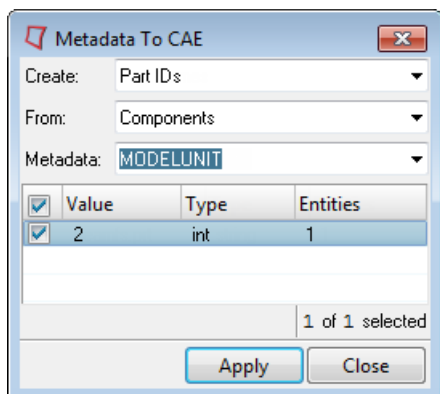 Metadata To CAE
Create: Part IDs
From: Components
Metadata: MODELUNIT
Value Type Entities
2 int 1
1 of 1 selected
Apply Close